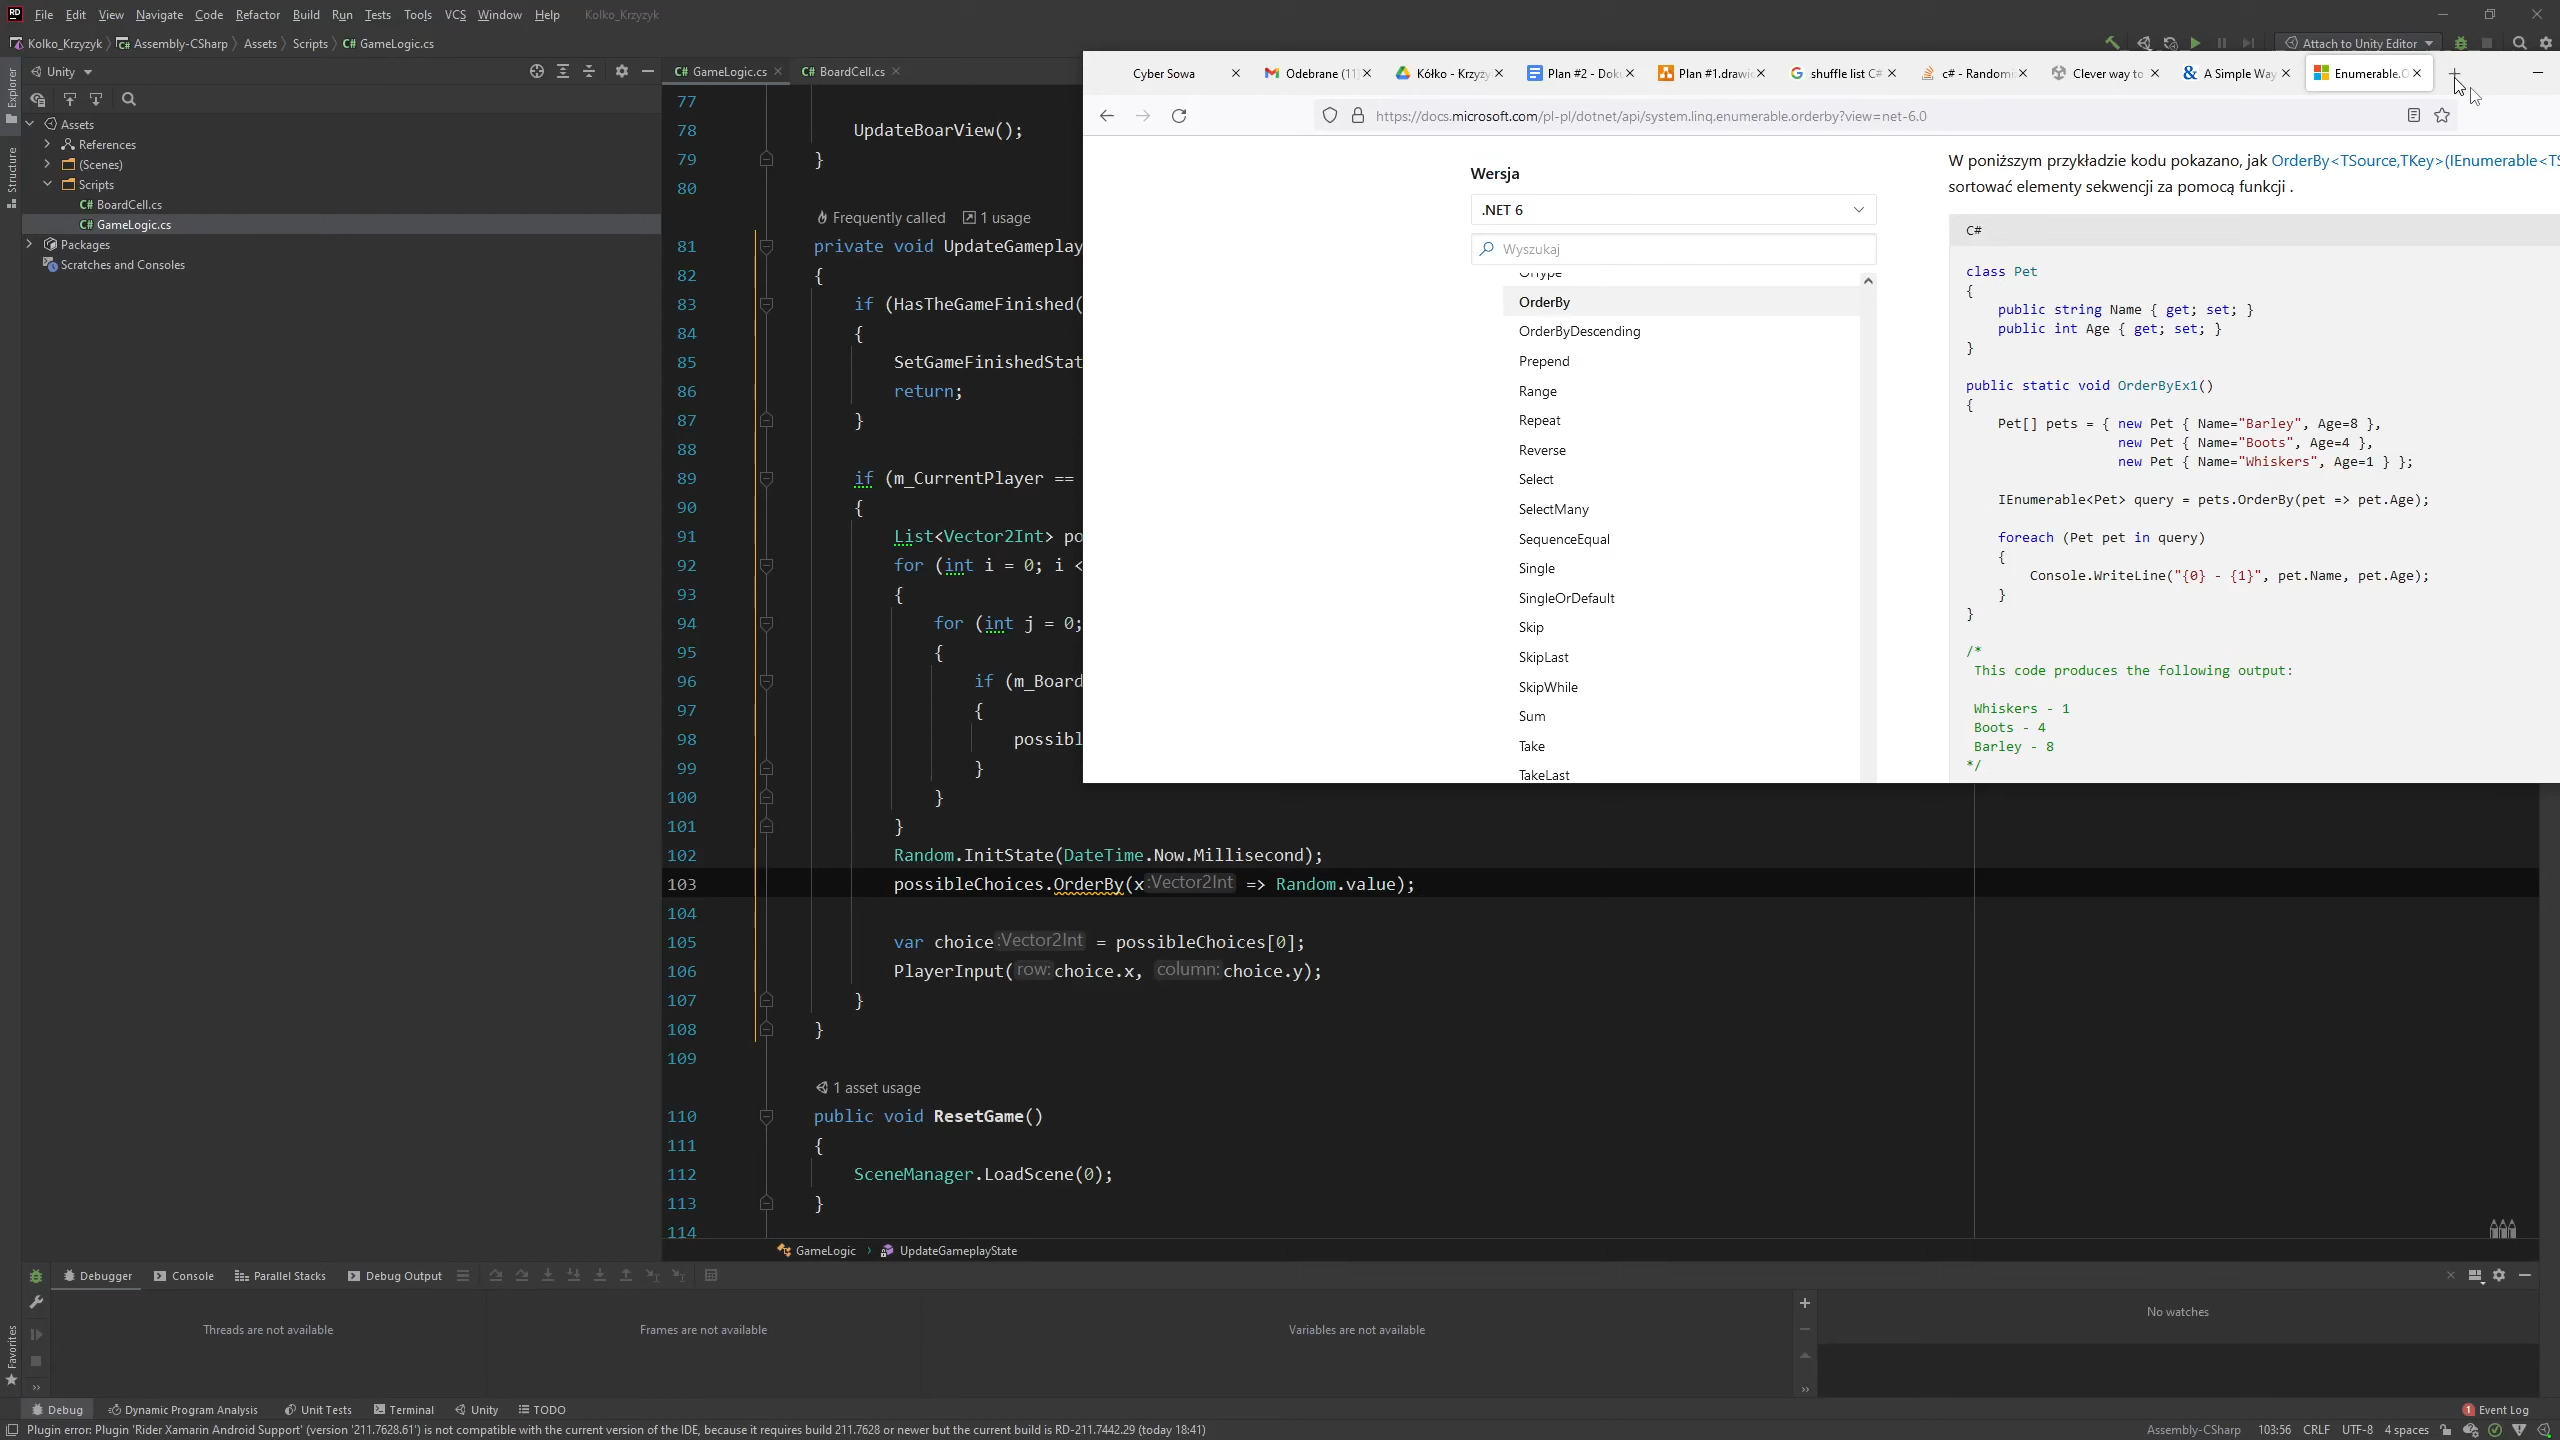 File Edit View Navigate Code Refactor Build Run Tests Tools VCS Window Help Kolko_Krzyzyk
Kolko_Krzyzyk Assembly-CSharp Assets Scripts C# GameLogic.cs
Attach to Unity Editor
Unity
C# GameLogic.cs C# BoardCell.cs
Explorer
Structure
Assets
References
(Scenes)
Scripts
C# BoardCell.cs
C# GameLogic.cs
Packages
Scratches and Consoles
77
78 UpdateBoarView();
79 }
80
Frequently called 1 usage
81 private void UpdateGameplay
82 {
83 if (HasTheGameFinished(
84 {
85 SetGameFinishedStat
86 return;
87 }
88
89 if (m_CurrentPlayer ==
90 {
91 List<Vector2Int> po
92 for (int i = 0; i <
93 {
94 for (int j = 0;
95 {
96 if (m_Board
97 {
98 possibl
99 }
100 }
101 }
102 Random.InitState(DateTime.Now.Millisecond);
103 possibleChoices.OrderBy(x :Vector2Int => Random.value);
104
105 var choice :Vector2Int = possibleChoices[0];
106 PlayerInput( row: choice.x, column: choice.y);
107 }
108 }
109
1 asset usage
110 public void ResetGame()
111 {
112 SceneManager.LoadScene(0);
113 }
114
GameLogic UpdateGameplayState
Cyber Sowa Odebrane (11) Kółko - Krzyży Plan #2 - Doku Plan #1.drawio shuffle list C# c# - Randomi Clever way to A Simple Way Enumerable.O
https://docs.microsoft.com/pl-pl/dotnet/api/system.linq.enumerable.orderby?view=net-6.0
Wersja
.NET 6
Wyszukaj
OfType
OrderBy
OrderByDescending
Prepend
Range
Repeat
Reverse
Select
SelectMany
SequenceEqual
Single
SingleOrDefault
Skip
SkipLast
SkipWhile
Sum
Take
TakeLast
W poniższym przykładzie kodu pokazano, jak OrderBy<TSource,TKey>(IEnumerable<TS
sortować elementy sekwencji za pomocą funkcji .
C#
class Pet
{
public string Name { get; set; }
public int Age { get; set; }
}
public static void OrderByEx1()
{
Pet[] pets = { new Pet { Name="Barley", Age=8 },
new Pet { Name="Boots", Age=4 },
new Pet { Name="Whiskers", Age=1 } };
IEnumerable<Pet> query = pets.OrderBy(pet => pet.Age);
foreach (Pet pet in query)
{
Console.WriteLine("{0} - {1}", pet.Name, pet.Age);
}
}
/*
This code produces the following output:
Whiskers - 1
Boots - 4
Barley - 8
*/
Debugger Console Parallel Stacks Debug Output
Threads are not available
Frames are not available
Variables are not available
No watches
Favorites
Debug Dynamic Program Analysis Unit Tests Terminal Unity TODO
1 Event Log
Plugin error: Plugin 'Rider Xamarin Android Support' (version '211.7628.61') is not compatible with the current version of the IDE, because it requires build 211.7628 or newer but the current build is RD-211.7442.29 (today 18:41)
Assembly-CSharp 103:56 CRLF UTF-8 4 spaces